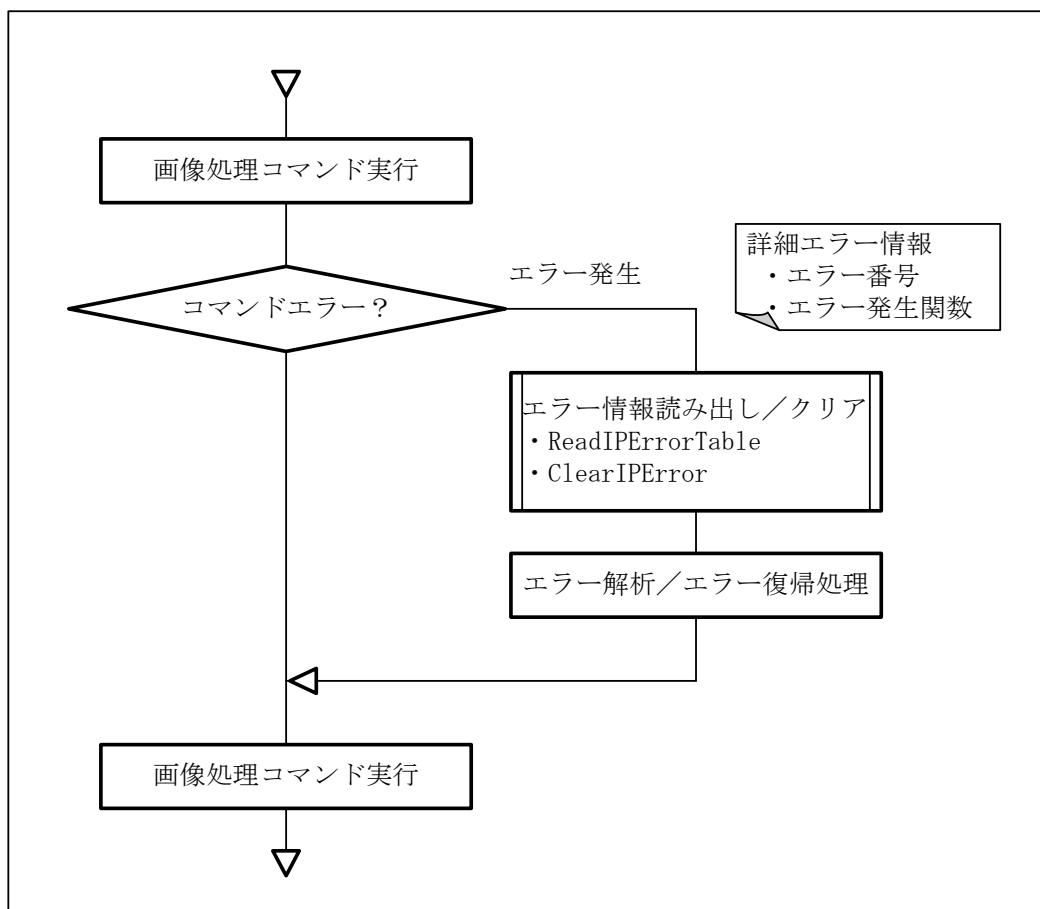 画像処理コマンド実行
コマンドエラー？
エラー発生
詳細エラー情報
・エラー番号
・エラー発生関数
エラー情報読み出し／クリア
・ReadIPErrorTable
・ClearIPError
エラー解析／エラー復帰処理
画像処理コマンド実行